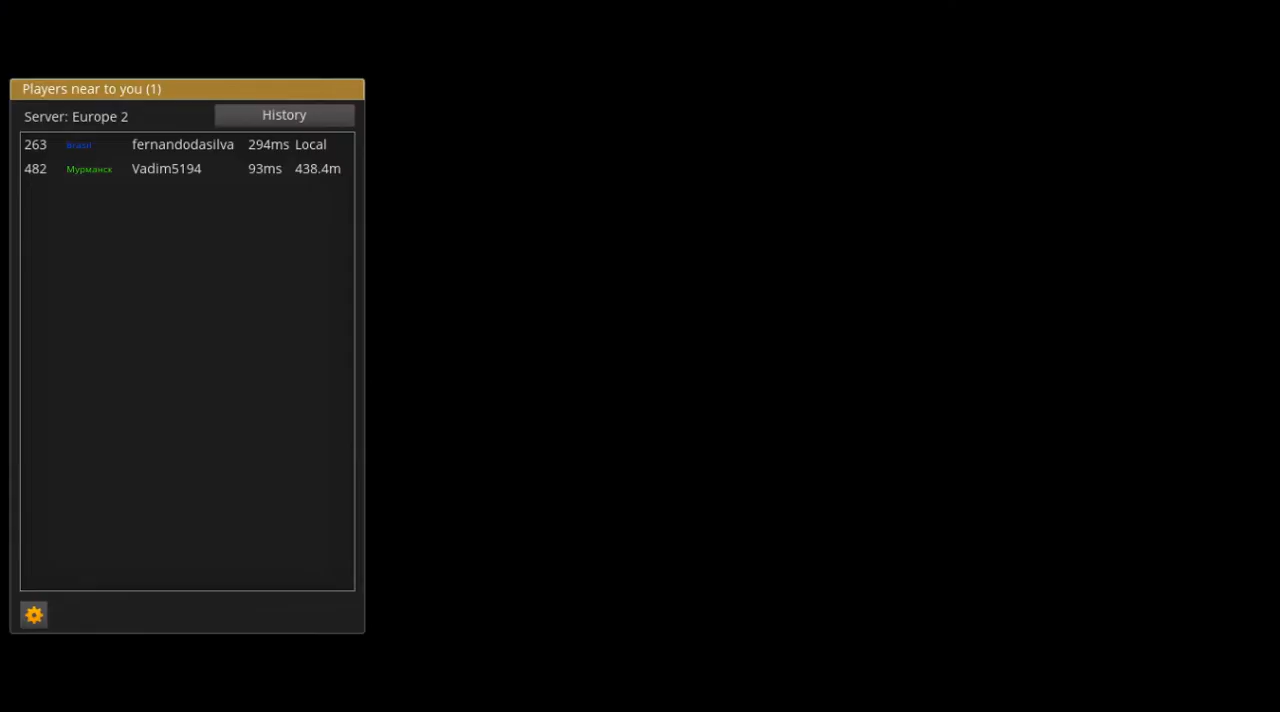 Players near to you (1)
Server: Europe 2 History
263 Brasil fernandodasilva 294ms Local
482 Мурманск Vadim5194 93ms 438.4m